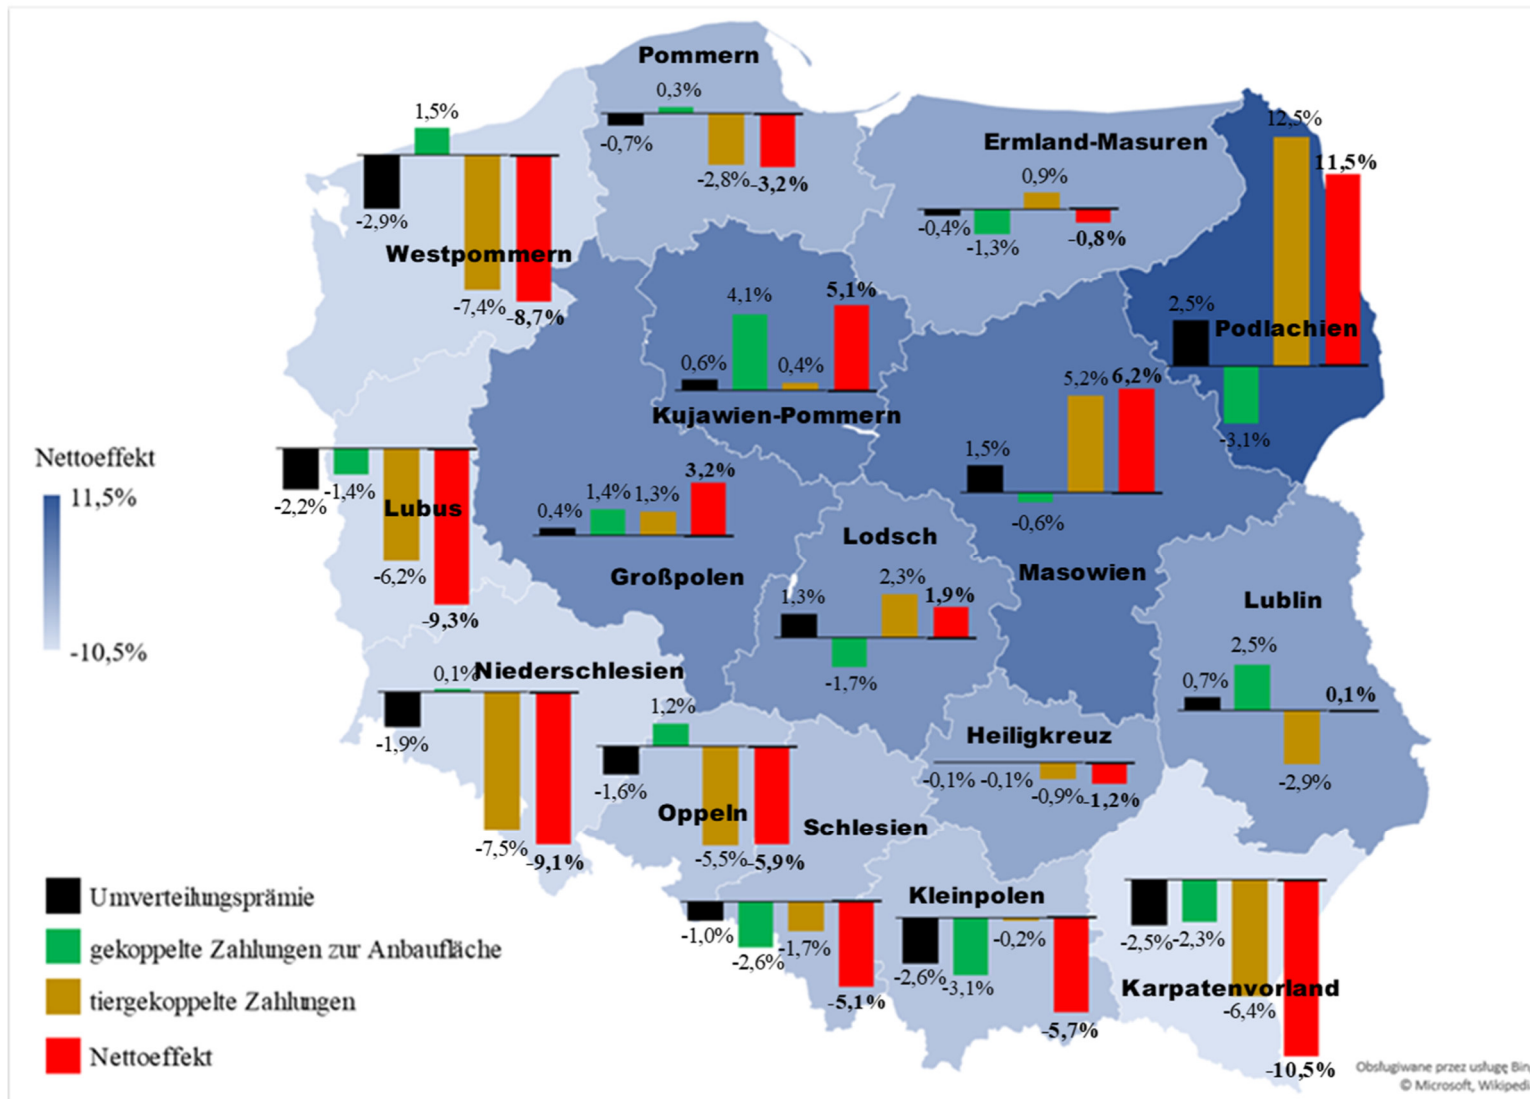 Pommern
0,3%
-0,7%
-2,8%
-3,2%
1,5%
-2,9%
Westpommern
-7,4%
-8,7%
Ermland-Masuren
0,9%
-0,4%
-1,3%
-0,8%
12,5%
11,5%
2,5%
Podlachien
-3,1%
4,1%
5,1%
0,6%
0,4%
Kujawien-Pommern
5,2%
6,2%
1,5%
-0,6%
Masowien
Nettoeffekt
11,5%
-10,5%
-2,2%
-1,4%
Lubus
-6,2%
-9,3%
3,2%
0,4%
1,4%
1,3%
Großpolen
Lodsch
1,3%
2,3%
1,9%
-1,7%
Lublin
2,5%
0,7%
0,1%
-2,9%
0,1%
Niederschlesien
-1,9%
-7,5%
-9,1%
1,2%
-1,6%
Oppeln
-5,5%
-5,9%
Schlesien
-1,0%
-2,6%
-1,7%
-5,1%
Heiligkreuz
-0,1%
-0,1%
-0,9%
-1,2%
Kleinpolen
-2,6%
-3,1%
-0,2%
-5,7%
-2,5%
-2,3%
Karpatenvorland
-6,4%
-10,5%
Umverteilungsprämie
gekoppelte Zahlungen zur Anbaufläche
tiergekoppelte Zahlungen
Nettoeffekt
Obsługiwane przez usługę Bin
© Microsoft, Wikipedi